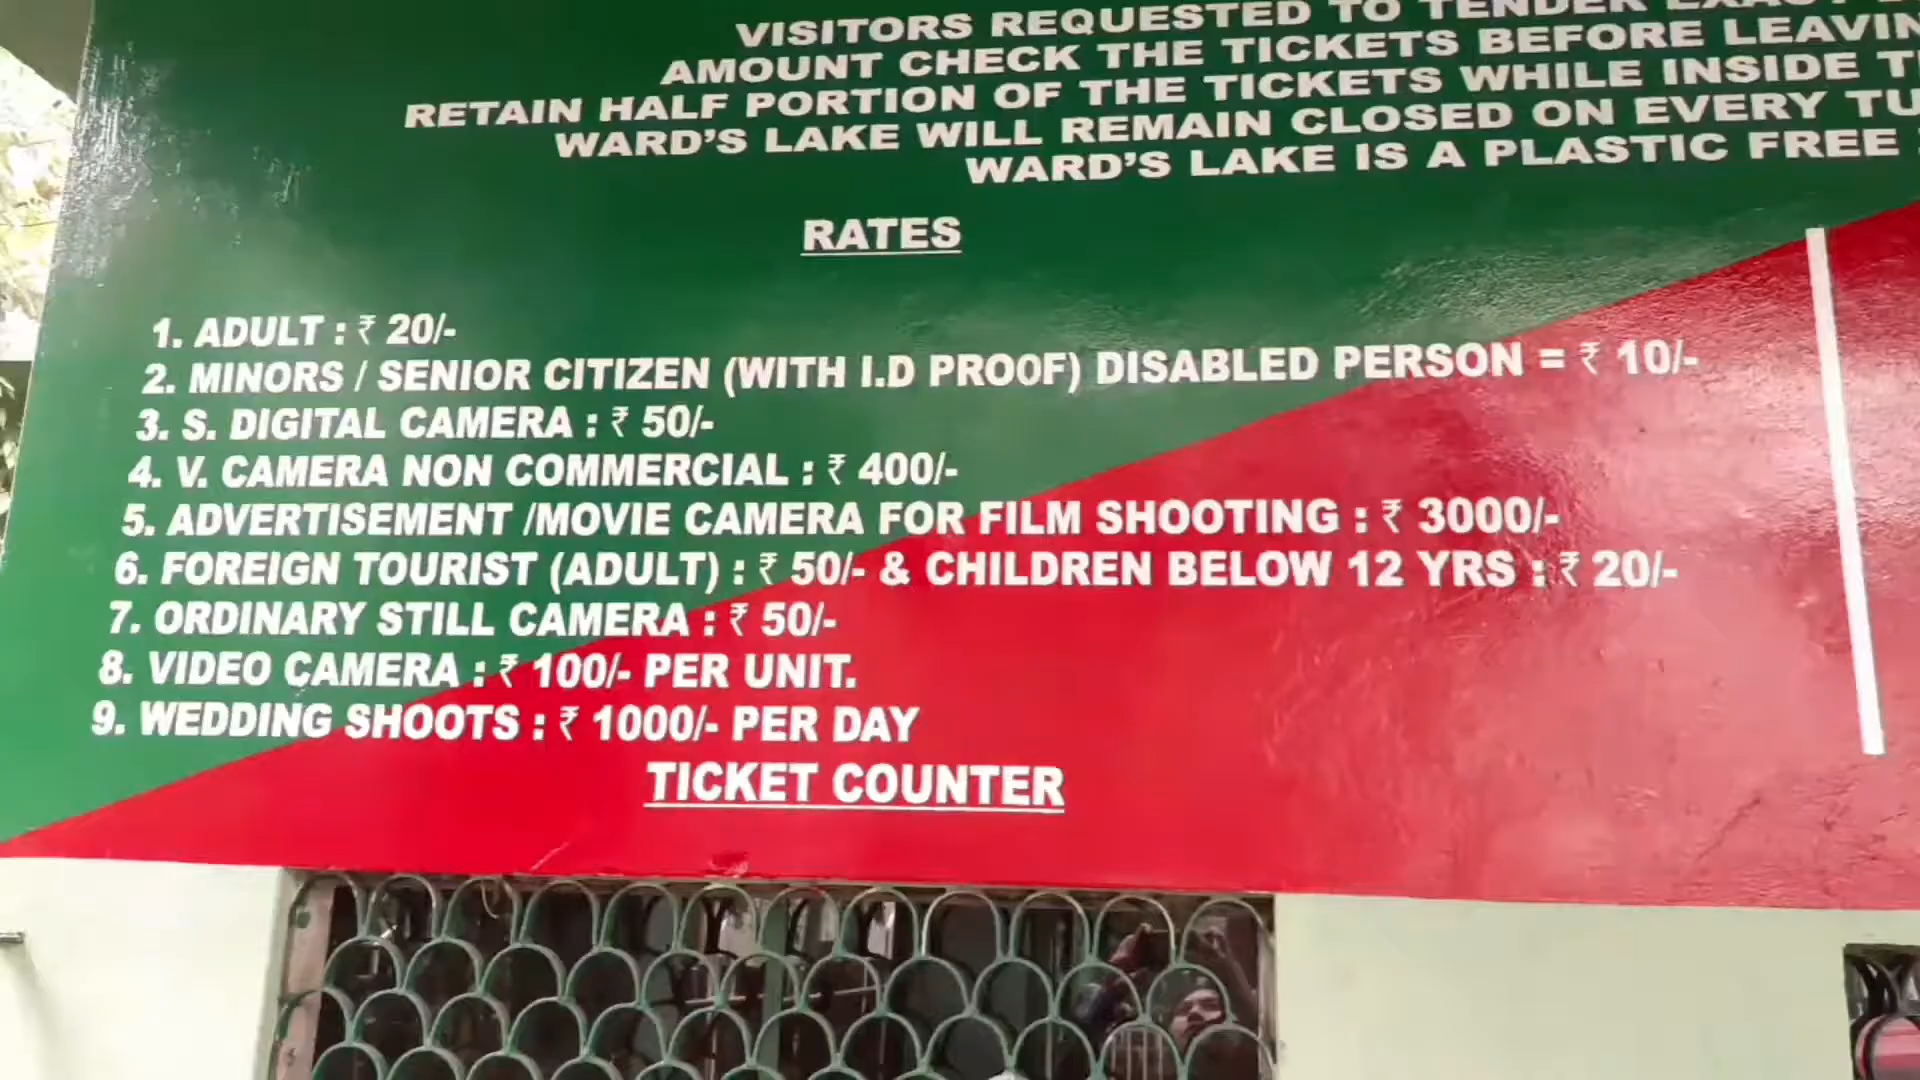 VISITORS REQUESTED TO TENDER
AMOUNT CHECK THE TICKETS BEFORE
RETAIN HALF PORTION OF THE TICKETS WHILE INSIDE
WARD'S LAKE WILL REMAIN CLOSED ON EVERY
WARD'S LAKE IS A PLASTIC FREE
RATES
1. ADULT : ₹ 20/-
2. MINORS / SENIOR CITIZEN (WITH I.D PROOF) DISABLED PERSON = ₹ 10/-
3. S. DIGITAL CAMERA : ₹ 50/-
4. V. CAMERA NON COMMERCIAL : ₹ 400/-
5. ADVERTISEMENT /MOVIE CAMERA FOR FILM SHOOTING : ₹ 3000/-
6. FOREIGN TOURIST (ADULT) : ₹ 50/- & CHILDREN BELOW 12 YRS : ₹ 20/-
7. ORDINARY STILL CAMERA : ₹ 50/-
8. VIDEO CAMERA : ₹ 100/- PER UNIT.
9. WEDDING SHOOTS : ₹ 1000/- PER DAY
TICKET COUNTER